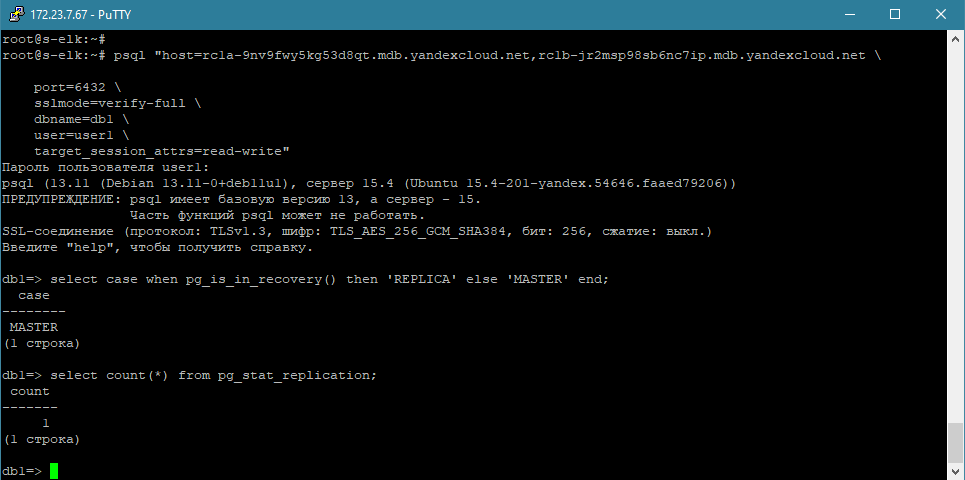 172.23.7.67 - PuTTY
root@s-elk:~#
root@s-elk:~# psql "host=rc1a-9nv9fwy5kg53d8qt.mdb.yandexcloud.net,rc1b-jr2msp98sb6nc7ip.mdb.yandexcloud.net \
port=6432 \
sslmode=verify-full \
dbname=db1 \
user=user1 \
target_session_attrs=read-write"
Пароль пользователя user1:
psql (13.11 (Debian 13.11-0+deb11u1), сервер 15.4 (Ubuntu 15.4-201-yandex.54646.faaed79206))
ПРЕДУПРЕЖДЕНИЕ: psql имеет базовую версию 13, а сервер - 15.
Часть функций psql может не работать.
SSL-соединение (протокол: TLSv1.3, шифр: TLS_AES_256_GCM_SHA384, бит: 256, сжатие: выкл.)
Введите "help", чтобы получить справку.
db1=> select case when pg_is_in_recovery() then 'REPLICA' else 'MASTER' end;
case
--------
MASTER
(1 строка)
db1=> select count(*) from pg_stat_replication;
count
-------
1
(1 строка)
db1=>